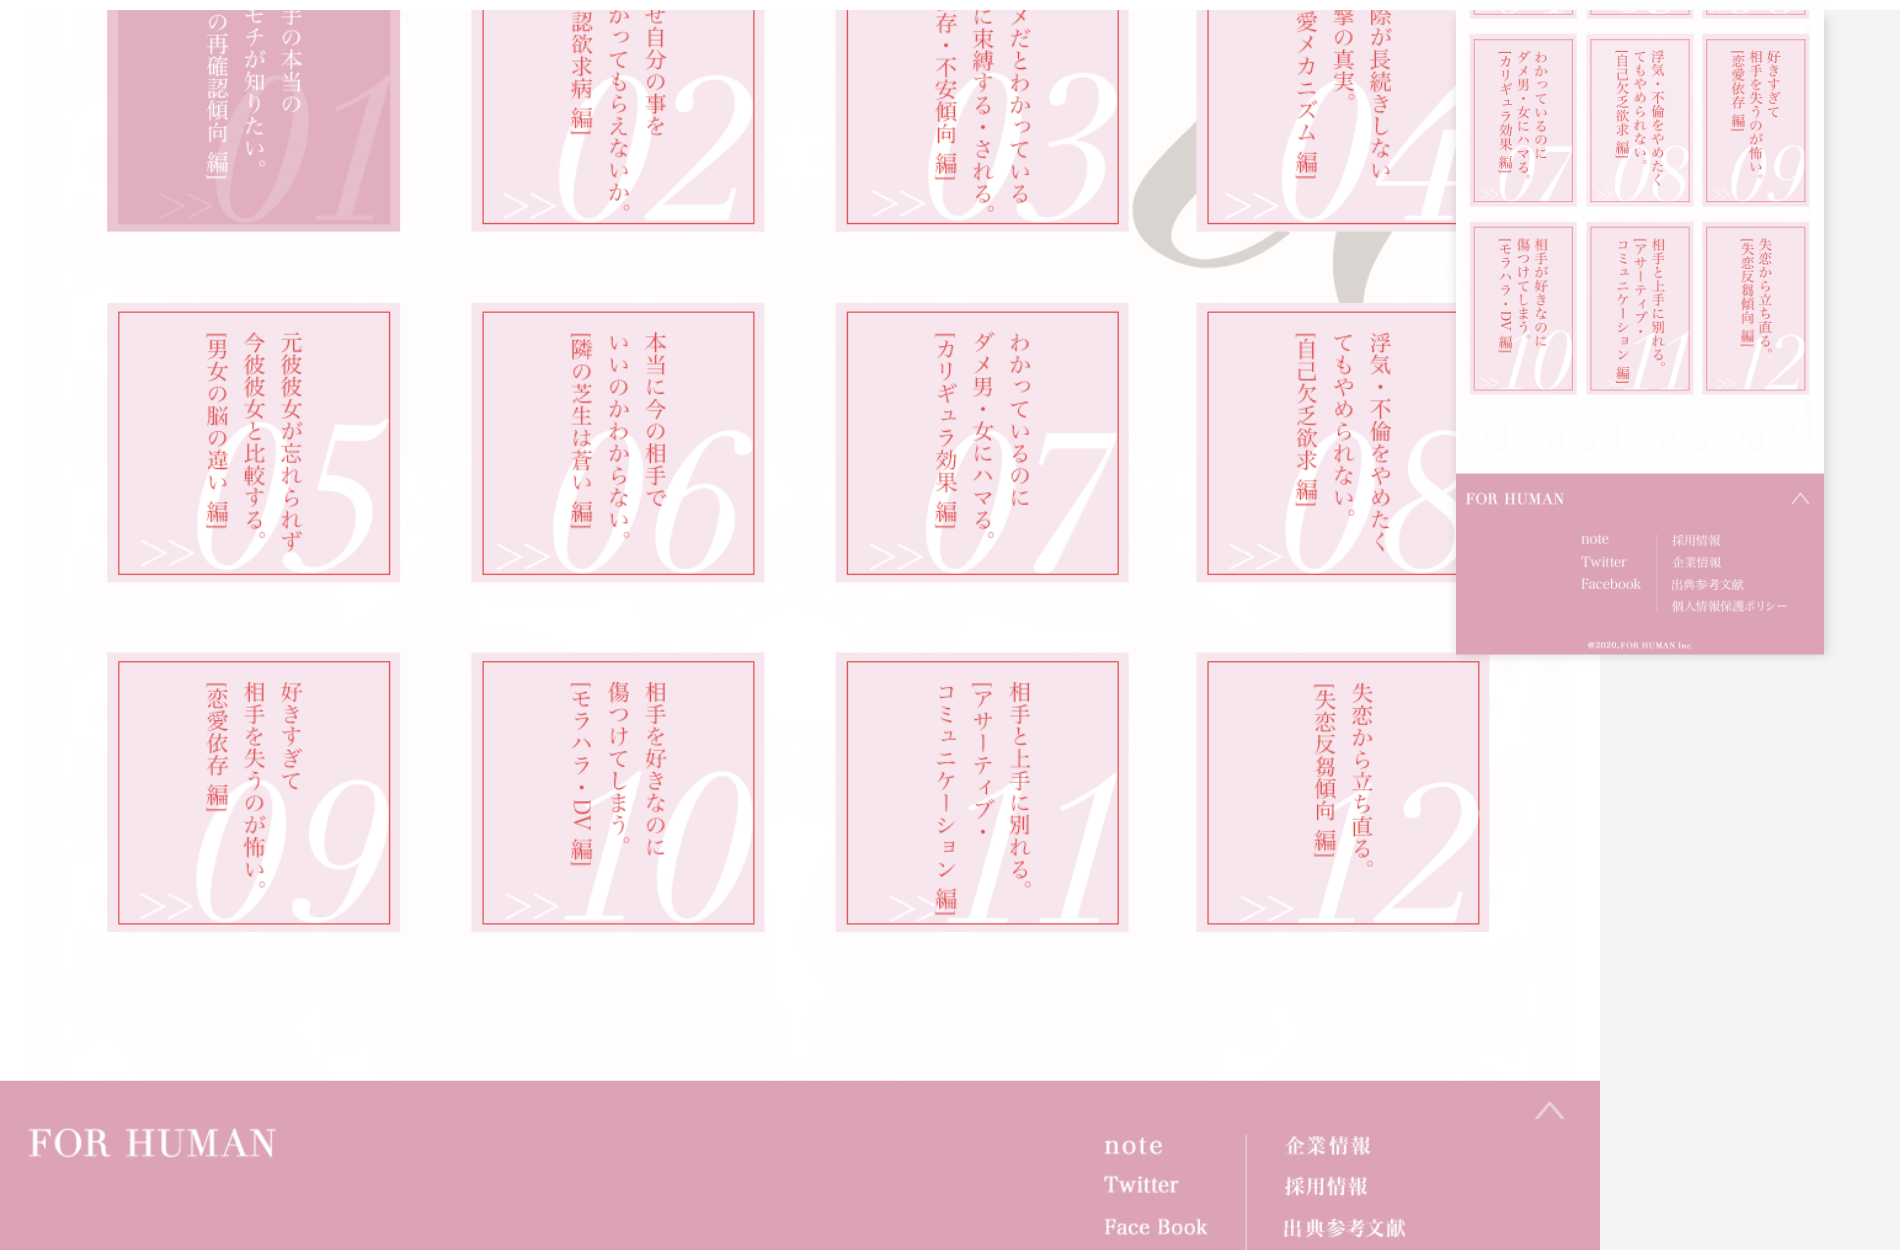 手の本当の
モチが知りたい。
の再確認傾向 編]
>>01
せ自分の事を
かってもらえないか。
認欲求病 編]
>>02
メだとわかっている
に束縛する・される。
存・不安傾向 編]
>>03
際が長続きしない
撃の真実。
愛メカニズム 編]
>>04
元彼彼女が忘れられず
今彼彼女と比較する。
[男女の脳の違い 編]
>>05
本当に今の相手で
いいのかわからない。
[隣の芝生は蒼い 編]
>>06
わかっているのに
ダメ男・女にハマる。
[カリギュラ効果 編]
>>07
浮気・不倫をやめたく
てもやめられない。
[自己欠乏欲求 編]
>>08
好きすぎて
相手を失うのが怖い。
[恋愛依存 編]
>>09
相手を好きなのに
傷つけてしまう。
[モラハラ・DV 編]
>>10
相手と上手に別れる。
[アサーティブ・
コミュニケーション 編]
>>11
失恋から立ち直る。
[失恋反芻傾向 編]
>>12
FOR HUMAN
note
Twitter
Face Book
企業情報
採用情報
出典参考文献
わかっているのに
ダメ男・女にハマる。
[カリギュラ効果 編]
>>07
浮気・不倫をやめたく
てもやめられない。
[自己欠乏欲求 編]
>>08
好きすぎて
相手を失うのが怖い。
[恋愛依存 編]
>>09
相手が好きなのに
傷つけてしまう。
[モラハラ・DV 編]
>>10
相手と上手に別れる。
[アサーティブ・
コミュニケーション 編]
>>11
失恋から立ち直る。
[失恋反芻傾向 編]
>>12
FOR HUMAN
note
Twitter
Facebook
採用情報
企業情報
出典参考文献
個人情報保護ポリシー
©2020.FOR HUMAN Inc.